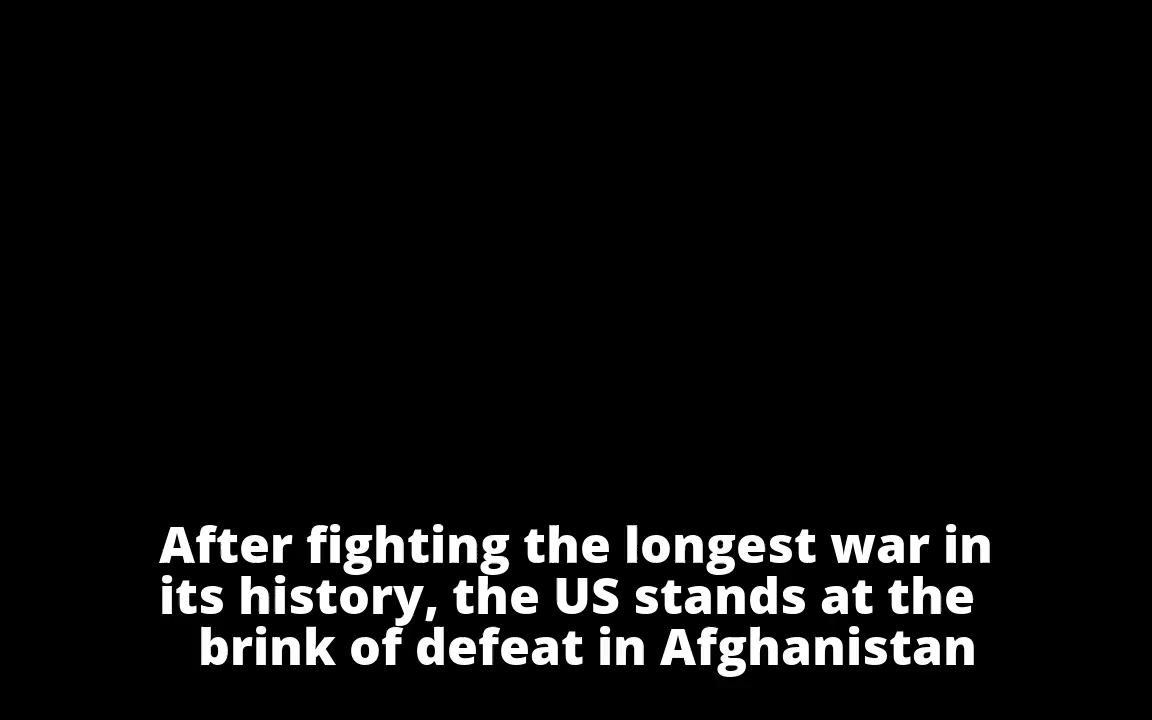 After fighting the longest war in
its history, the US stands at the
brink of defeat in Afghanistan